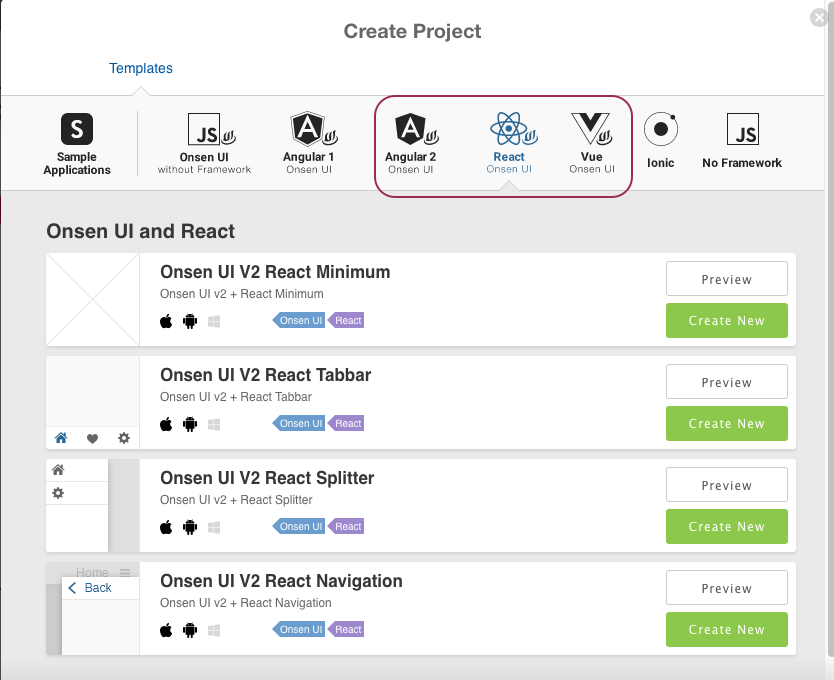 Create Project
Templates
S
Sample
Applications
JS
Onsen UI
without Framework
A
Angular 1
Onsen UI
A
Angular 2
Onsen UI
React
Onsen UI
Vue
Onsen UI
Ionic
JS
No Framework
Onsen UI and React
Onsen UI V2 React Minimum
Onsen UI v2 + React Minimum
Onsen UI React
Preview
Create New
Onsen UI V2 React Tabbar
Onsen UI v2 + React Tabbar
Onsen UI React
Preview
Create New
Onsen UI V2 React Splitter
Onsen UI v2 + React Splitter
Onsen UI React
Preview
Create New
Home
Back
Onsen UI V2 React Navigation
Onsen UI v2 + React Navigation
Onsen UI React
Preview
Create New